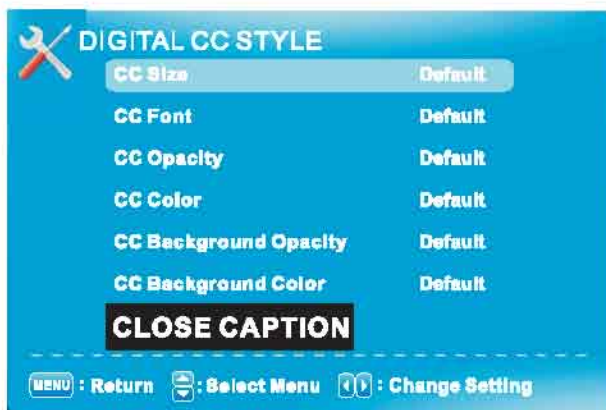 DIGITAL CC STYLE
CC Size Default
CC Font Default
CC Opacity Default
CC Color Default
CC Background Opacity Default
CC Background Color Default
CLOSE CAPTION
MENU : Return : Select Menu : Change Setting